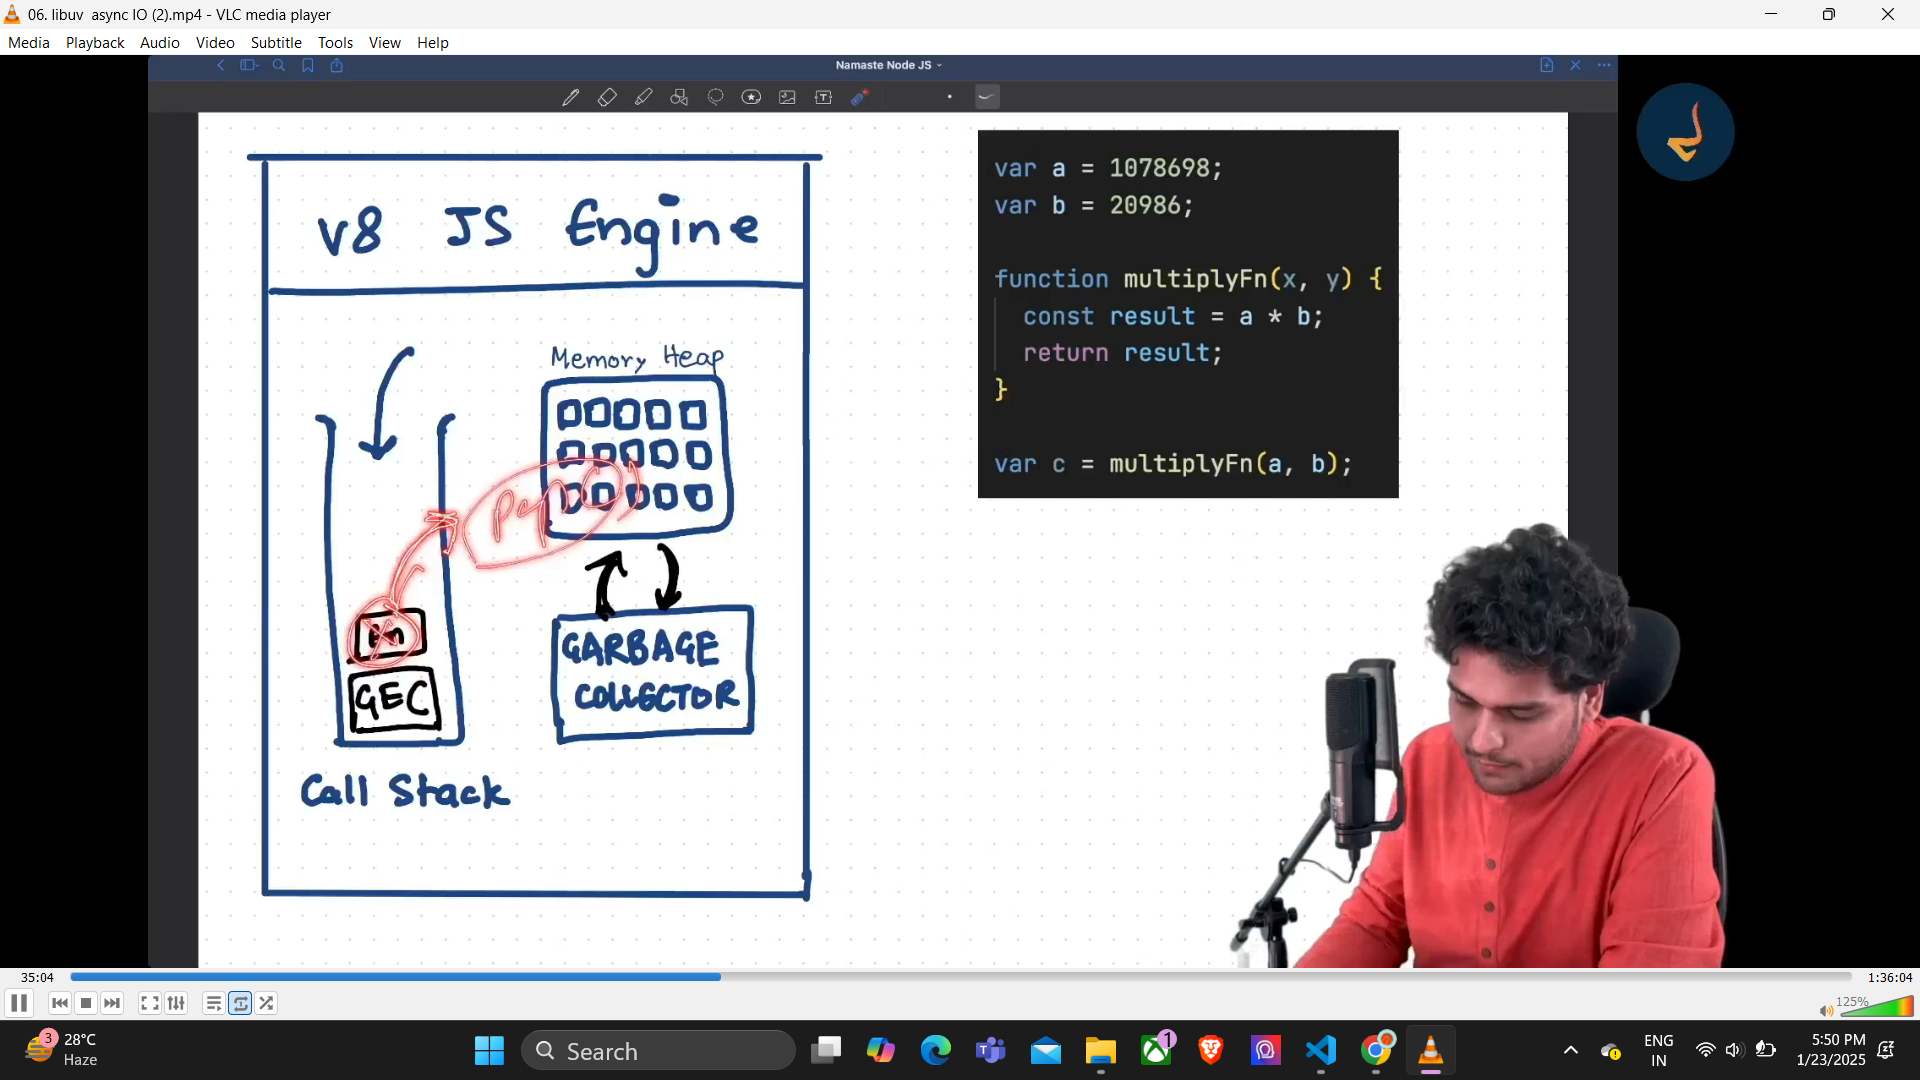 06. libuv  async IO (2).mp4 - VLC media player
Media Playback Audio Video Subtitle Tools View Help
Namaste Node JS
v8 JS Engine
Memory Heap
GEC
GARBAGE
COLLECTOR
Call Stack
var a = 1078698;
var b = 20986;
function multiplyFn(x, y) {
const result = a * b;
return result;
}
var c = multiplyFn(a, b);
35:04
1:36:04
125%
3
28°C
Haze
Search
1
ENG
IN
5:50 PM
1/23/2025